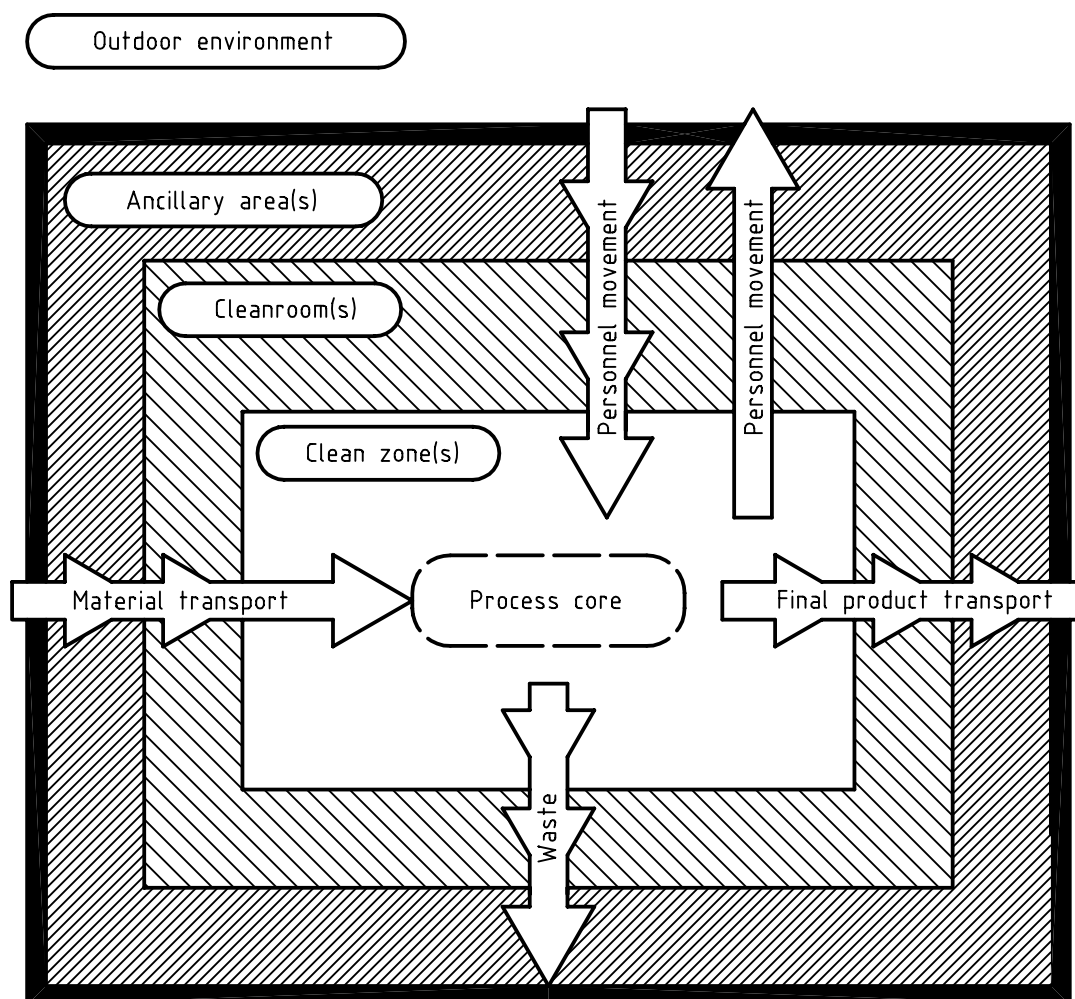 Outdoor environment
Ancillary area(s)
Cleanroom(s)
Clean zone(s)
Personnel movement
Personnel movement
Material transport
Process core
Final product transport
Waste